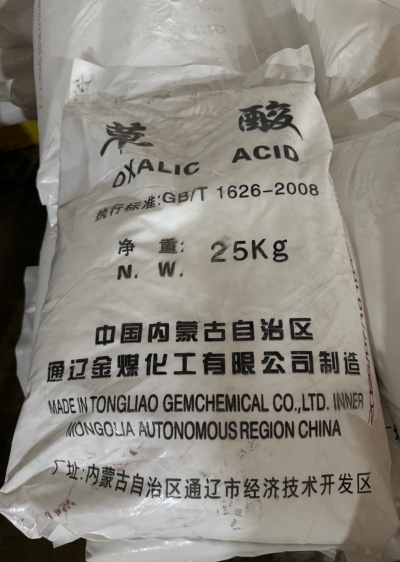 草 酸
OXALIC ACID
执行标准:GB/T 1626-2008
净 重: 25Kg
N. W.
中国内蒙古自治区
通辽金煤化工有限公司制造
MADE IN TONGLIAO GEMCHEMICAL CO.,LTD. INNER
MONGOLIA AUTONOMOUS REGION CHINA
厂址:内蒙古自治区通辽市经济技术开发区